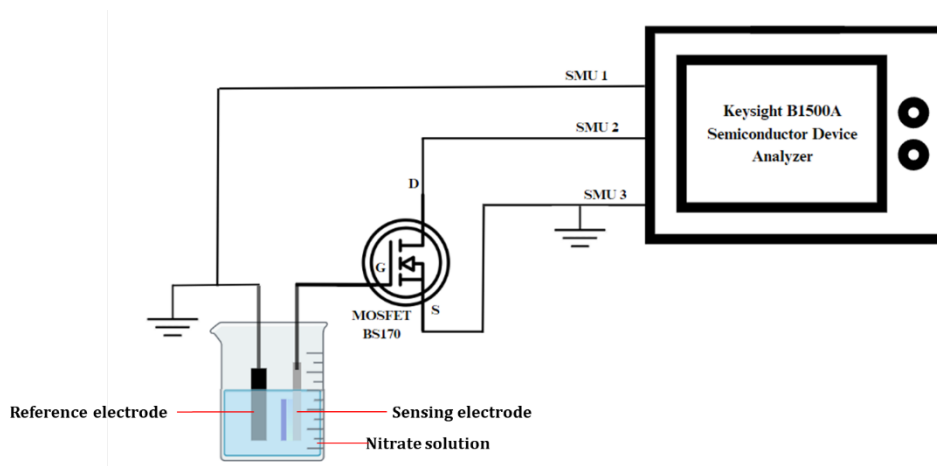 SMU 1
Keysight B1500A
Semiconductor Device
Analyzer
SMU 2
D
SMU 3
G
S
MOSFET
BS170
Reference electrode
Sensing electrode
Nitrate solution